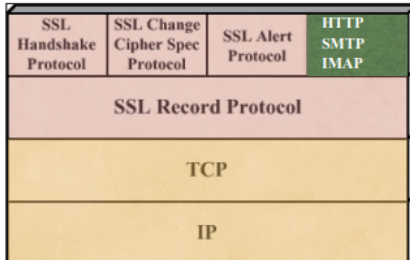 SSL
Handshake
Protocol
SSL Change
Cipher Spec
Protocol
SSL Alert
Protocol
HTTP
SMTP
IMAP
SSL Record Protocol
TCP
IP